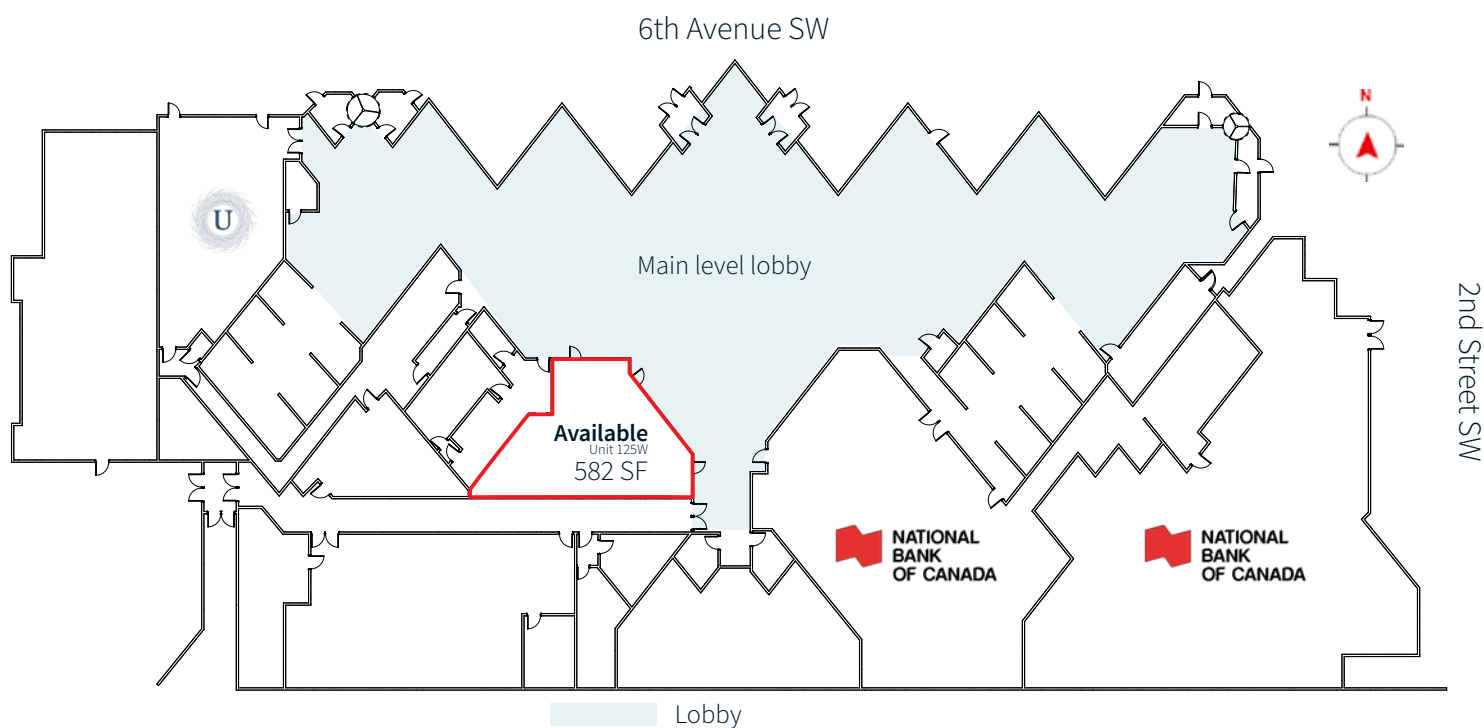 6th Avenue SW
N
U
Main level lobby
2nd Street SW
Available
Unit 125W
582 SF
NATIONAL
BANK
OF CANADA
NATIONAL
BANK
OF CANADA
Lobby